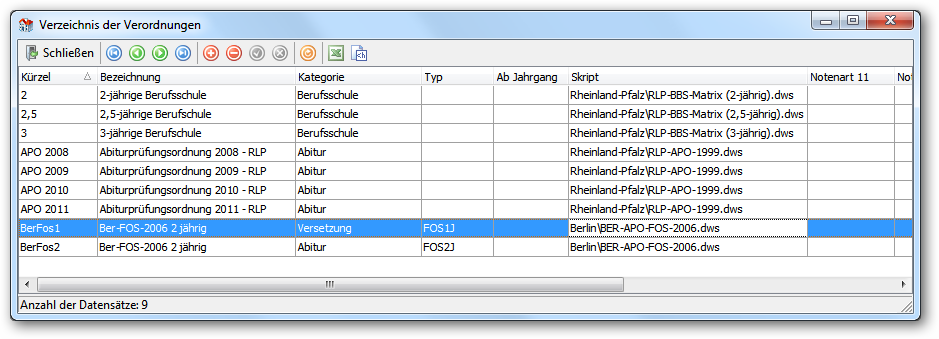 Verzeichnis der Verordnungen
Schließen
Kürzel Bezeichnung Kategorie Typ Ab Jahrgang Skript Notenart 11 Not
2 2-jährige Berufsschule Berufsschule Rheinland-Pfalz\RLP-BBS-Matrix (2-jährig).dws
2,5 2,5-jährige Berufschule Berufsschule Rheinland-Pfalz\RLP-BBS-Matrix (2,5-jährig).dws
3 3-jährige Berufschule Berufsschule Rheinland-Pfalz\RLP-BBS-Matrix (3-jährig).dws
APO 2008 Abiturprüfungsordnung 2008 - RLP Abitur Rheinland-Pfalz\RLP-APO-1999.dws
APO 2009 Abiturprüfungsordnung 2009 - RLP Abitur Rheinland-Pfalz\RLP-APO-1999.dws
APO 2010 Abiturprüfungsordnung 2010 - RLP Abitur Rheinland-Pfalz\RLP-APO-1999.dws
APO 2011 Abiturprüfungsordnung 2011 - RLP Abitur Rheinland-Pfalz\RLP-APO-1999.dws
BerFos1 Ber-FOS-2006 2 jährig Versetzung FOS1J Berlin\BER-APO-FOS-2006.dws
BerFos2 Ber-FOS-2006 2 jährig Abitur FOS2J Berlin\BER-APO-FOS-2006.dws
Anzahl der Datensätze: 9